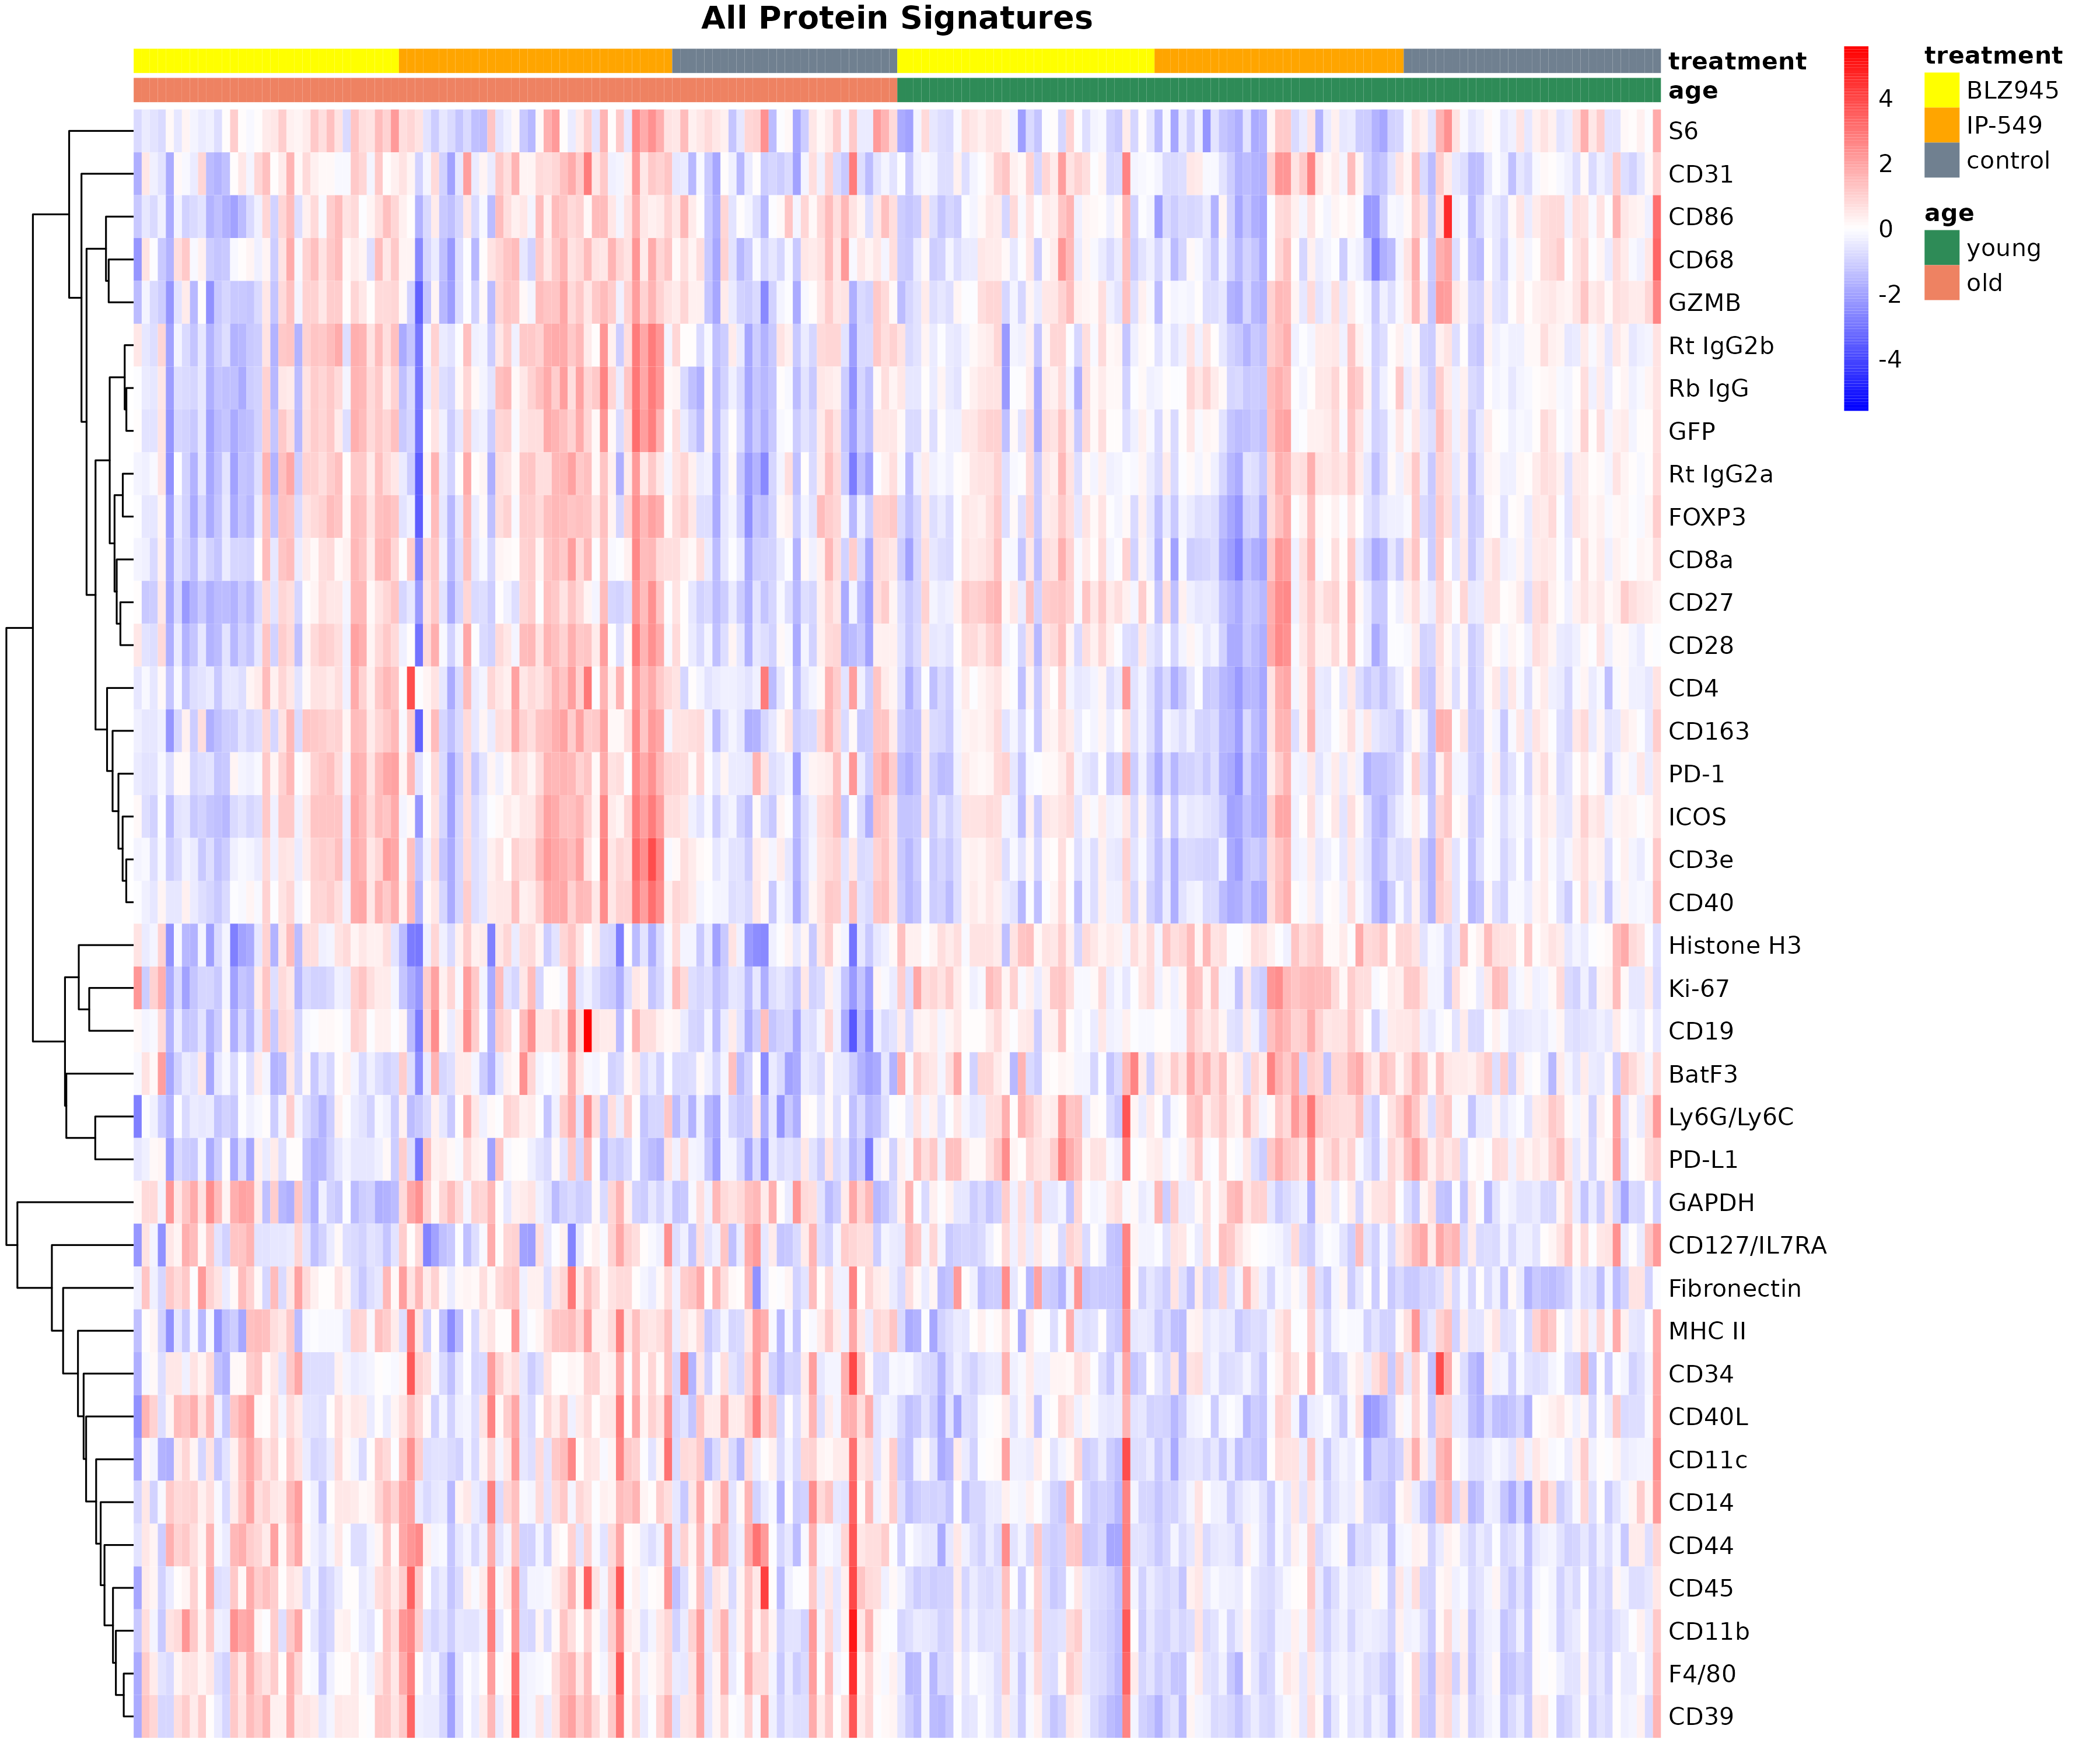 All Protein Signatures
treatment
age
S6
CD31
CD86
CD68
GZMB
Rt IgG2b
Rb IgG
GFP
Rt IgG2a
FOXP3
CD8a
CD27
CD28
CD4
CD163
PD-1
ICOS
CD3e
CD40
Histone H3
Ki-67
CD19
BatF3
Ly6G/Ly6C
PD-L1
GAPDH
CD127/IL7RA
Fibronectin
MHC II
CD34
CD40L
CD11c
CD14
CD44
CD45
CD11b
F4/80
CD39
4
2
0
-2
-4
treatment
BLZ945
IP-549
control
age
young
old